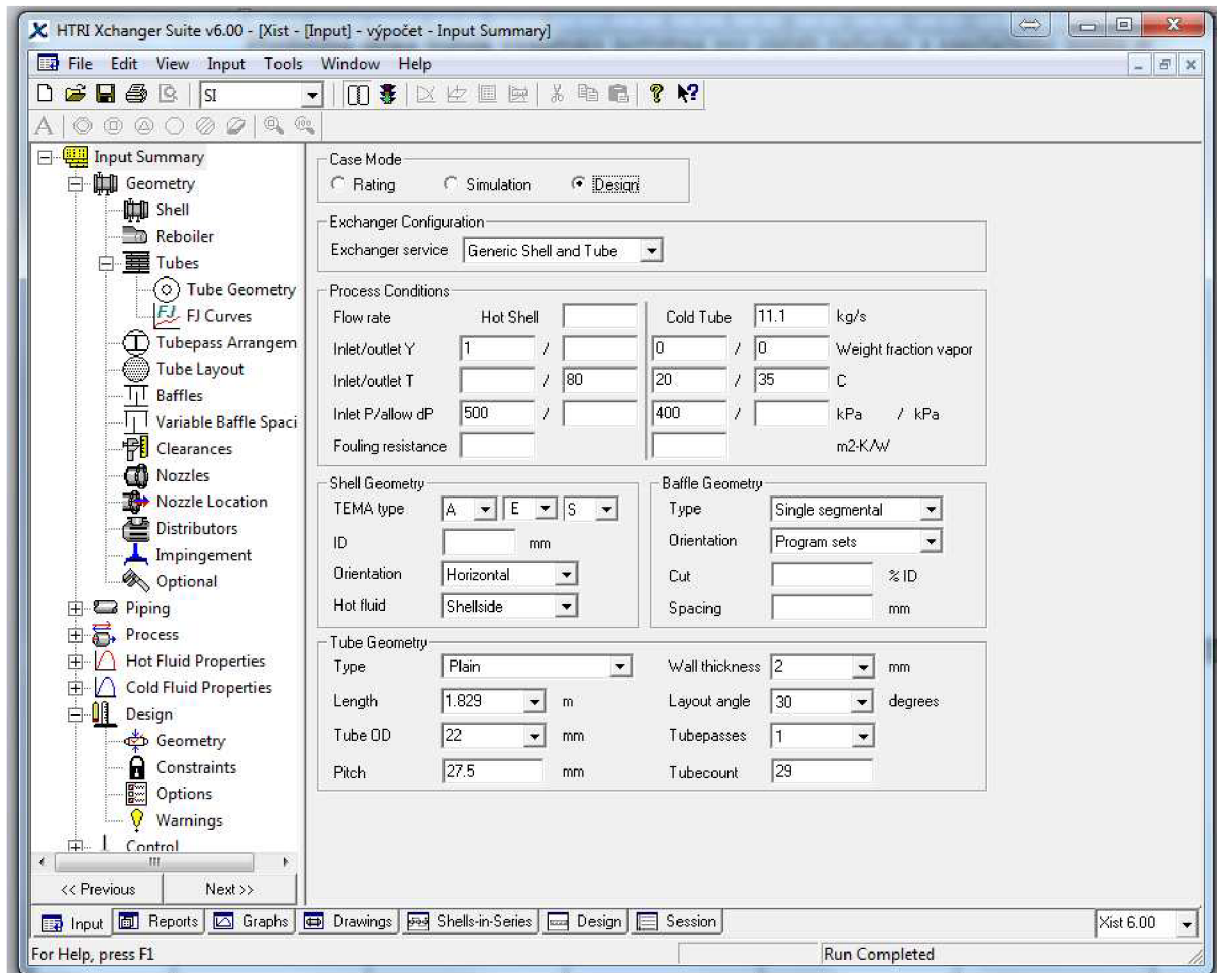 HTRI Xchanger Suite v6.00 - [Xist - [Input] - výpočet - Input Summary]
File Edit View Input Tools Window Help
SI
Input Summary
Geometry
Shell
Reboiler
Tubes
Tube Geometry
FJ Curves
Tubepass Arrangem
Tube Layout
Baffles
Variable Baffle Spaci
Clearances
Nozzles
Nozzle Location
Distributors
Impingement
Optional
Piping
Process
Hot Fluid Properties
Cold Fluid Properties
Design
Geometry
Constraints
Options
Warnings
Control
<< Previous Next >>
Case Mode
Rating Simulation Design
Exchanger Configuration
Exchanger service Generic Shell and Tube
Process Conditions
Flow rate Hot Shell Cold Tube 11.1 kg/s
Inlet/outlet Y 1 / 0 / 0 Weight fraction vapor
Inlet/outlet T / 80 20 / 35 C
Inlet P/allow dP 500 / 400 / kPa / kPa
Fouling resistance m2-K/W
Shell Geometry
TEMA type A E S
ID mm
Orientation Horizontal
Hot fluid Shellside
Baffle Geometry
Type Single segmental
Orientation Program sets
Cut % ID
Spacing mm
Tube Geometry
Type Plain Wall thickness 2 mm
Length 1.829 m Layout angle 30 degrees
Tube OD 22 mm Tubepasses 1
Pitch 27.5 mm Tubecount 29
Input Reports Graphs Drawings Shells-in-Series Design Session Xist 6.00
For Help, press F1 Run Completed